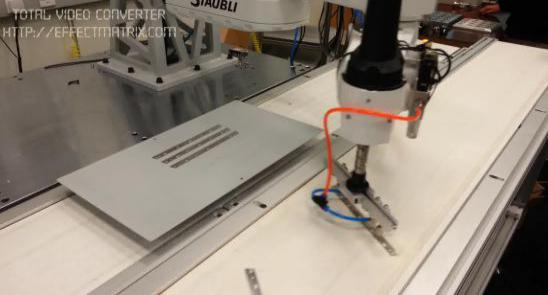 TOTAL VIDEO CONVERTER
HTTP://EFFECTMATRIX.COM
STAUBLI